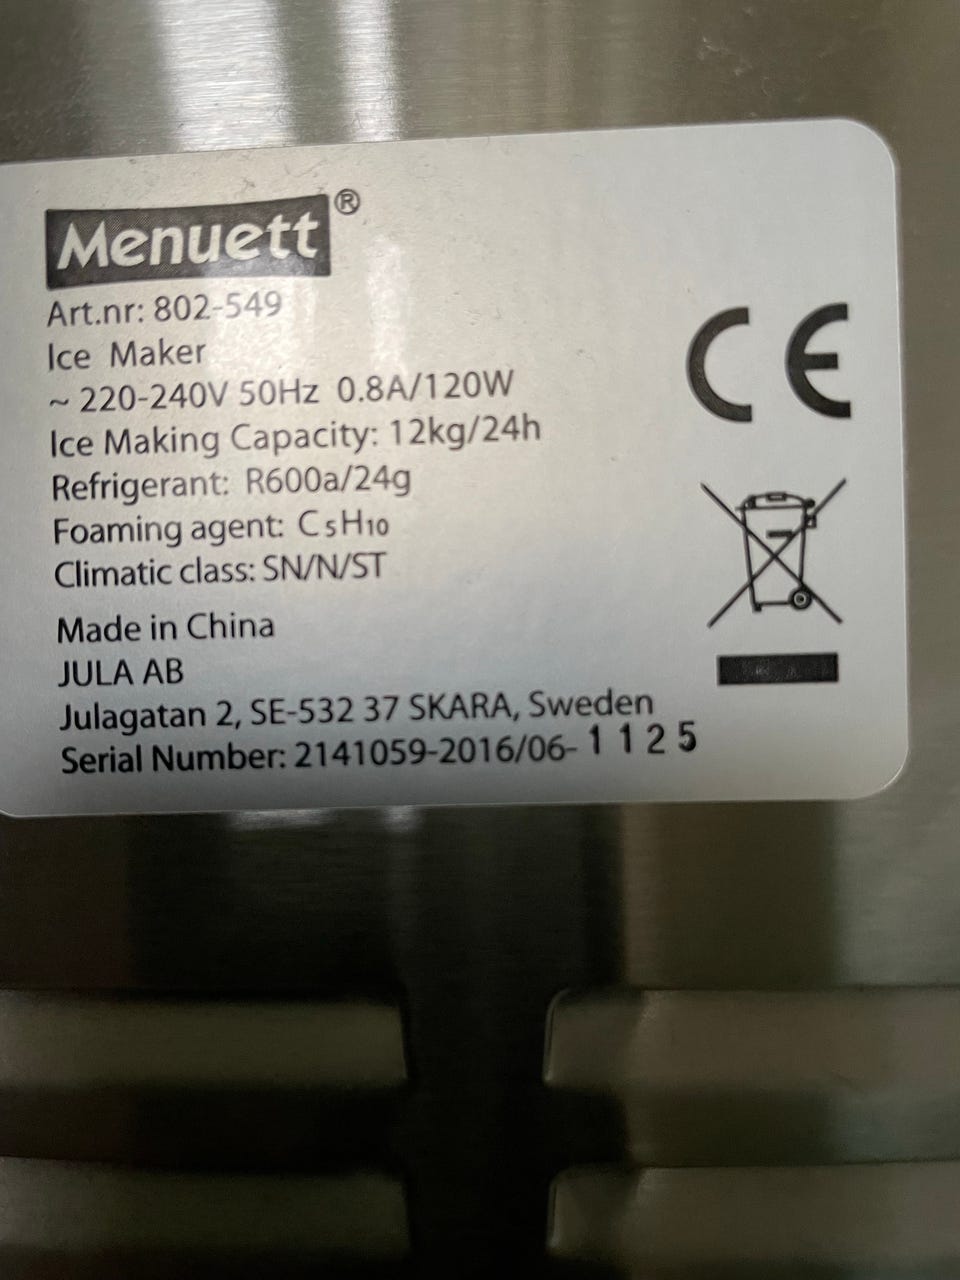 Menuett®
Art.nr: 802-549
Ice Maker
~ 220-240V 50Hz 0.8A/120W
Ice Making Capacity: 12kg/24h
Refrigerant: R600a/24g
Foaming agent: C₅H₁₀
Climatic class: SN/N/ST
Made in China
JULA AB
Julagatan 2, SE-532 37 SKARA, Sweden
Serial Number: 2141059-2016/06-1125
CE